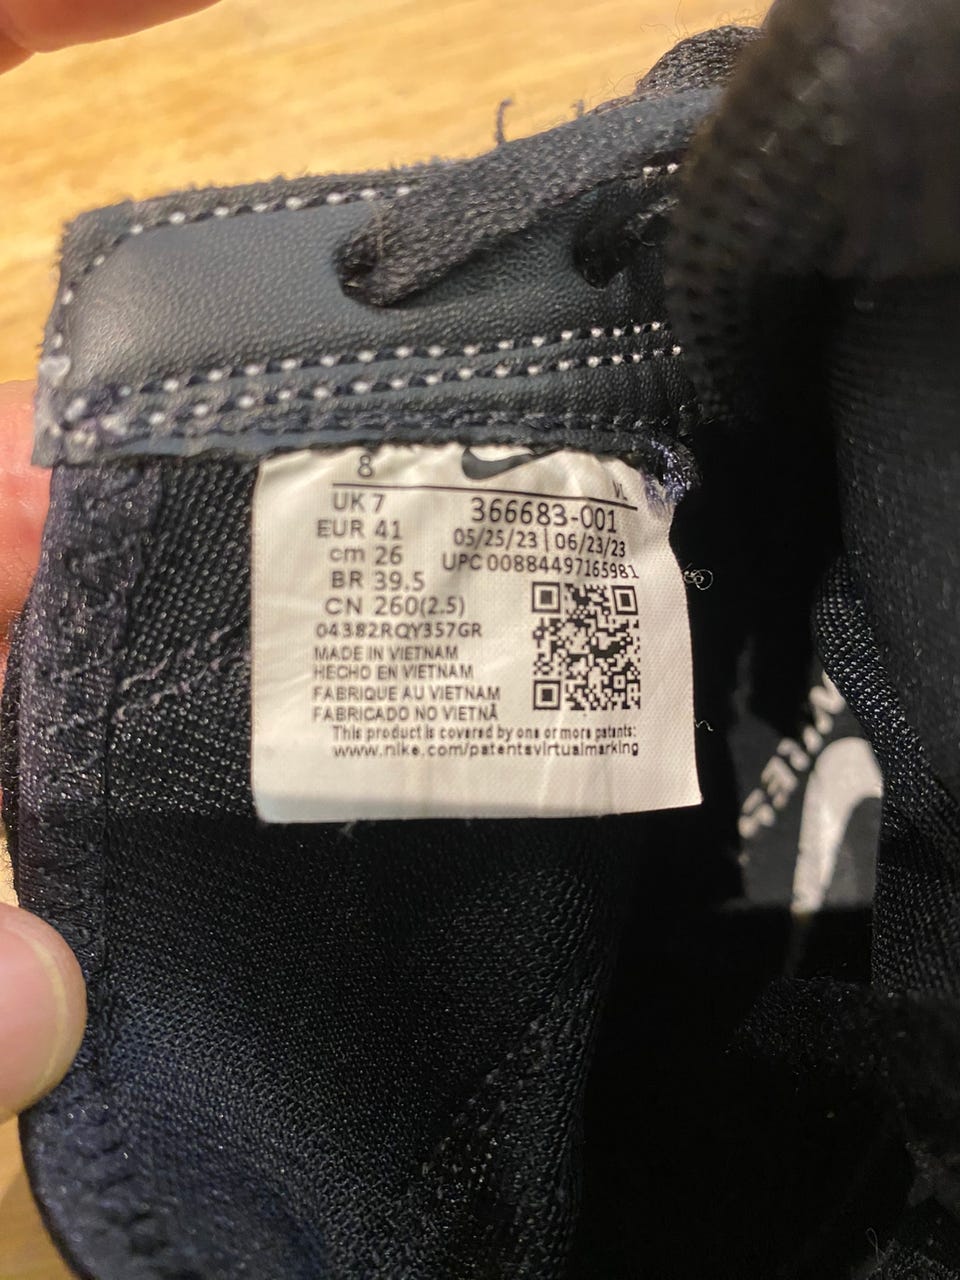 8
VL
UK 7
EUR 41
cm 26
BR 39.5
CN 260(2.5)
366683-001
05/25/23 | 06/23/23
UPC 00884497165981
04382RQY357GR
MADE IN VIETNAM
HECHO EN VIETNAM
FABRIQUE AU VIETNAM
FABRICADO NO VIETNÃ
This product is covered by one or more patents:
www.nike.com/patentsvirtualmarking